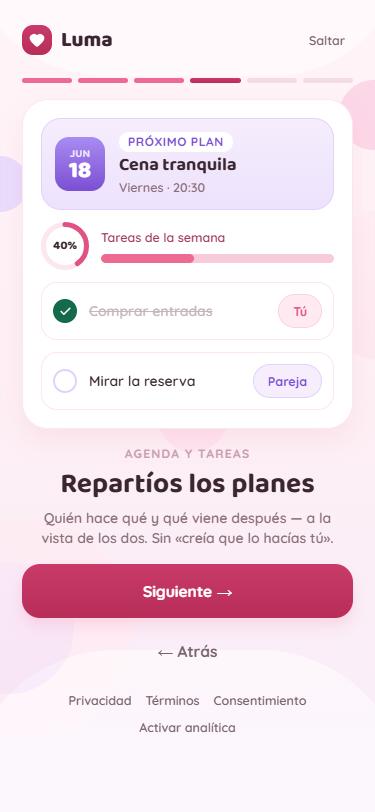 Luma
Saltar
JUN
18
PRÓXIMO PLAN
Cena tranquila
Viernes · 20:30
40%
Tareas de la semana
Comprar entradas
Tú
Mirar la reserva
Pareja
AGENDA Y TAREAS
Repartíos los planes
Quién hace qué y qué viene después — a la
vista de los dos. Sin «creía que lo hacías tú».
Siguiente →
← Atrás
Privacidad Términos Consentimiento
Activar analítica